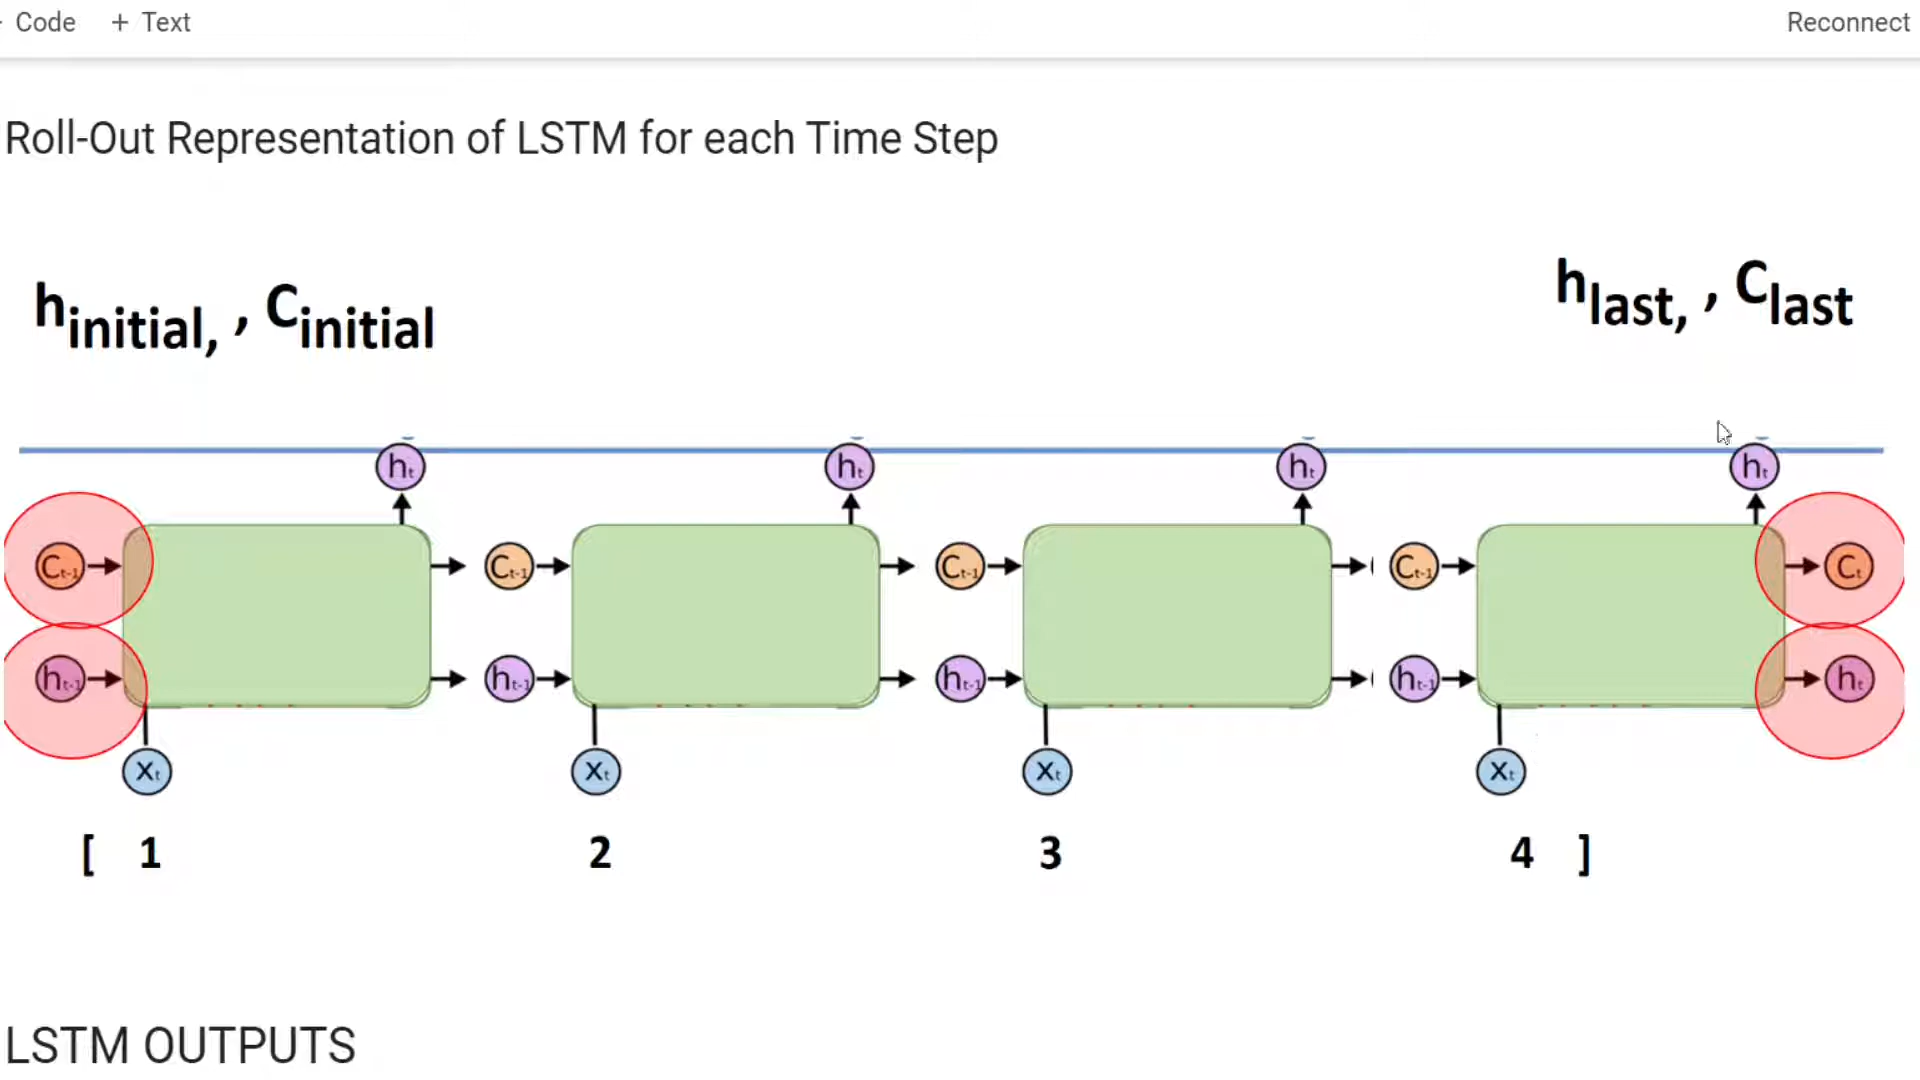 Code + Text Reconnect
Roll-Out Representation of LSTM for each Time Step
hinitial, , Cinitial
hlast, , Clast
ht ht ht ht
Ct-1 Ct-1 Ct-1 Ct-1 Ct
ht-1 ht-1 ht-1 ht-1 ht
Xt Xt Xt Xt
[ 1 2 3 4 ]
LSTM OUTPUTS